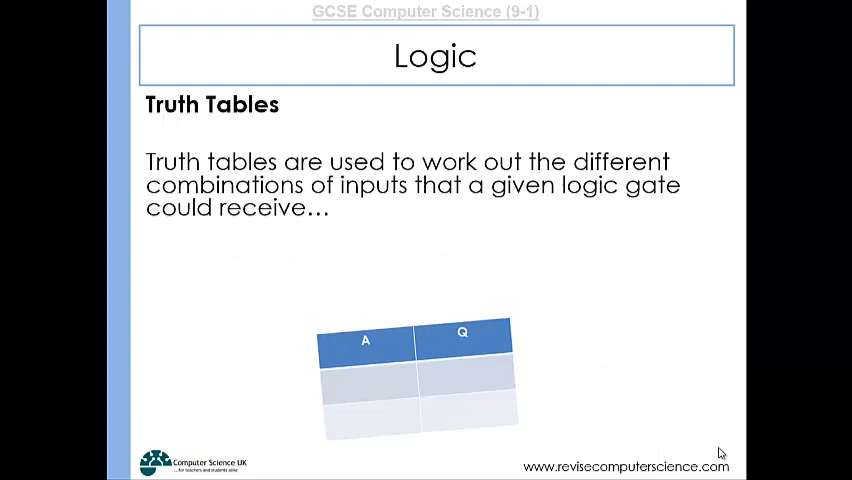 GCSE Computer Science (9-1)
Logic
Truth Tables
Truth tables are used to work out the different
combinations of inputs that a given logic gate
could receive…
A Q
Computer Science UK
...for teachers and students alike
www.revisecomputerscience.com